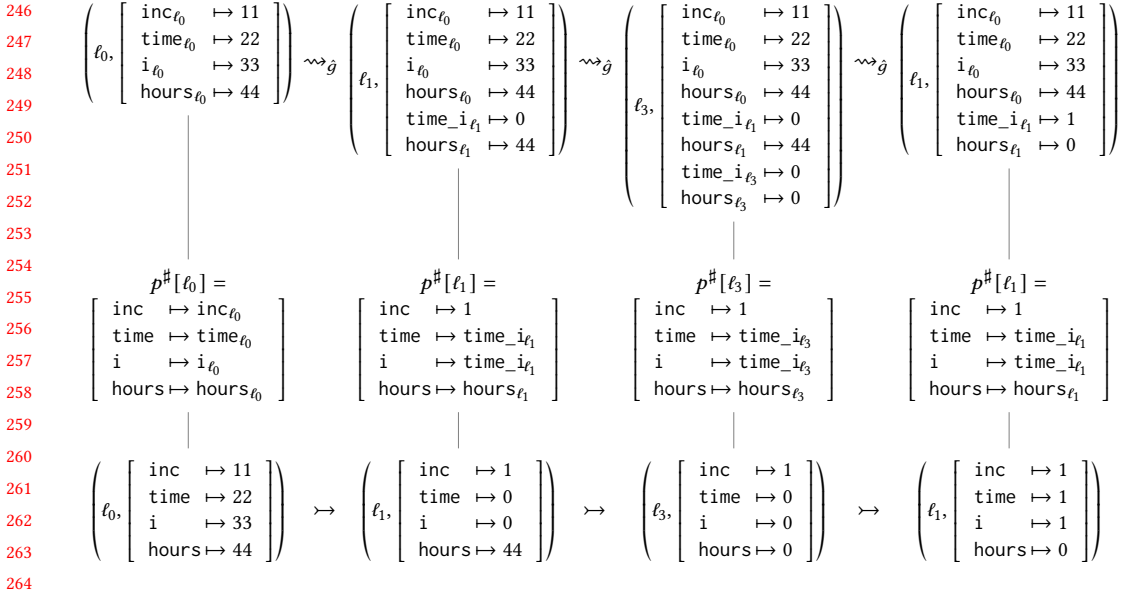 246 inc_ℓ0 ↦ 11 inc_ℓ0 ↦ 11 inc_ℓ0 ↦ 11 inc_ℓ0 ↦ 11
247 time_ℓ0 ↦ 22 time_ℓ0 ↦ 22 time_ℓ0 ↦ 22 time_ℓ0 ↦ 22
248 (ℓ0, i_ℓ0 ↦ 33) ⇝ĝ (ℓ1, i_ℓ0 ↦ 33) ⇝ĝ (ℓ3, i_ℓ0 ↦ 33) ⇝ĝ (ℓ1, i_ℓ0 ↦ 33)
249 hours_ℓ0 ↦ 44 hours_ℓ0 ↦ 44 hours_ℓ0 ↦ 44 hours_ℓ0 ↦ 44
250 time_i_ℓ1 ↦ 0 time_i_ℓ1 ↦ 0 time_i_ℓ1 ↦ 1
251 hours_ℓ1 ↦ 44 hours_ℓ1 ↦ 44 hours_ℓ1 ↦ 0
252 time_i_ℓ3 ↦ 0
253 hours_ℓ3 ↦ 0
254 p♯[ℓ0] = p♯[ℓ1] = p♯[ℓ3] = p♯[ℓ1] =
255 inc ↦ inc_ℓ0 inc ↦ 1 inc ↦ 1 inc ↦ 1
256 time ↦ time_ℓ0 time ↦ time_i_ℓ1 time ↦ time_i_ℓ3 time ↦ time_i_ℓ1
257 i ↦ i_ℓ0 i ↦ time_i_ℓ1 i ↦ time_i_ℓ3 i ↦ time_i_ℓ1
258 hours ↦ hours_ℓ0 hours ↦ hours_ℓ1 hours ↦ hours_ℓ3 hours ↦ hours_ℓ1
259
260 inc ↦ 11 inc ↦ 1 inc ↦ 1 inc ↦ 1
261 time ↦ 22 time ↦ 0 time ↦ 0 time ↦ 1
262 (ℓ0, i ↦ 33) ↣ (ℓ1, i ↦ 0) ↣ (ℓ3, i ↦ 0) ↣ (ℓ1, i ↦ 1)
263 hours ↦ 44 hours ↦ 44 hours ↦ 0 hours ↦ 0
264